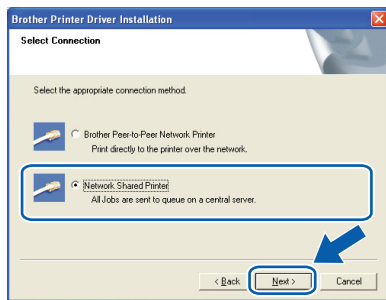 Brother Printer Driver Installation
Select Connection
Select the appropriate connection method.
Brother Peer-to-Peer Network Printer
Print directly to the printer over the network.
Network Shared Printer
All Jobs are sent to queue on a central server.
< Back Next > Cancel